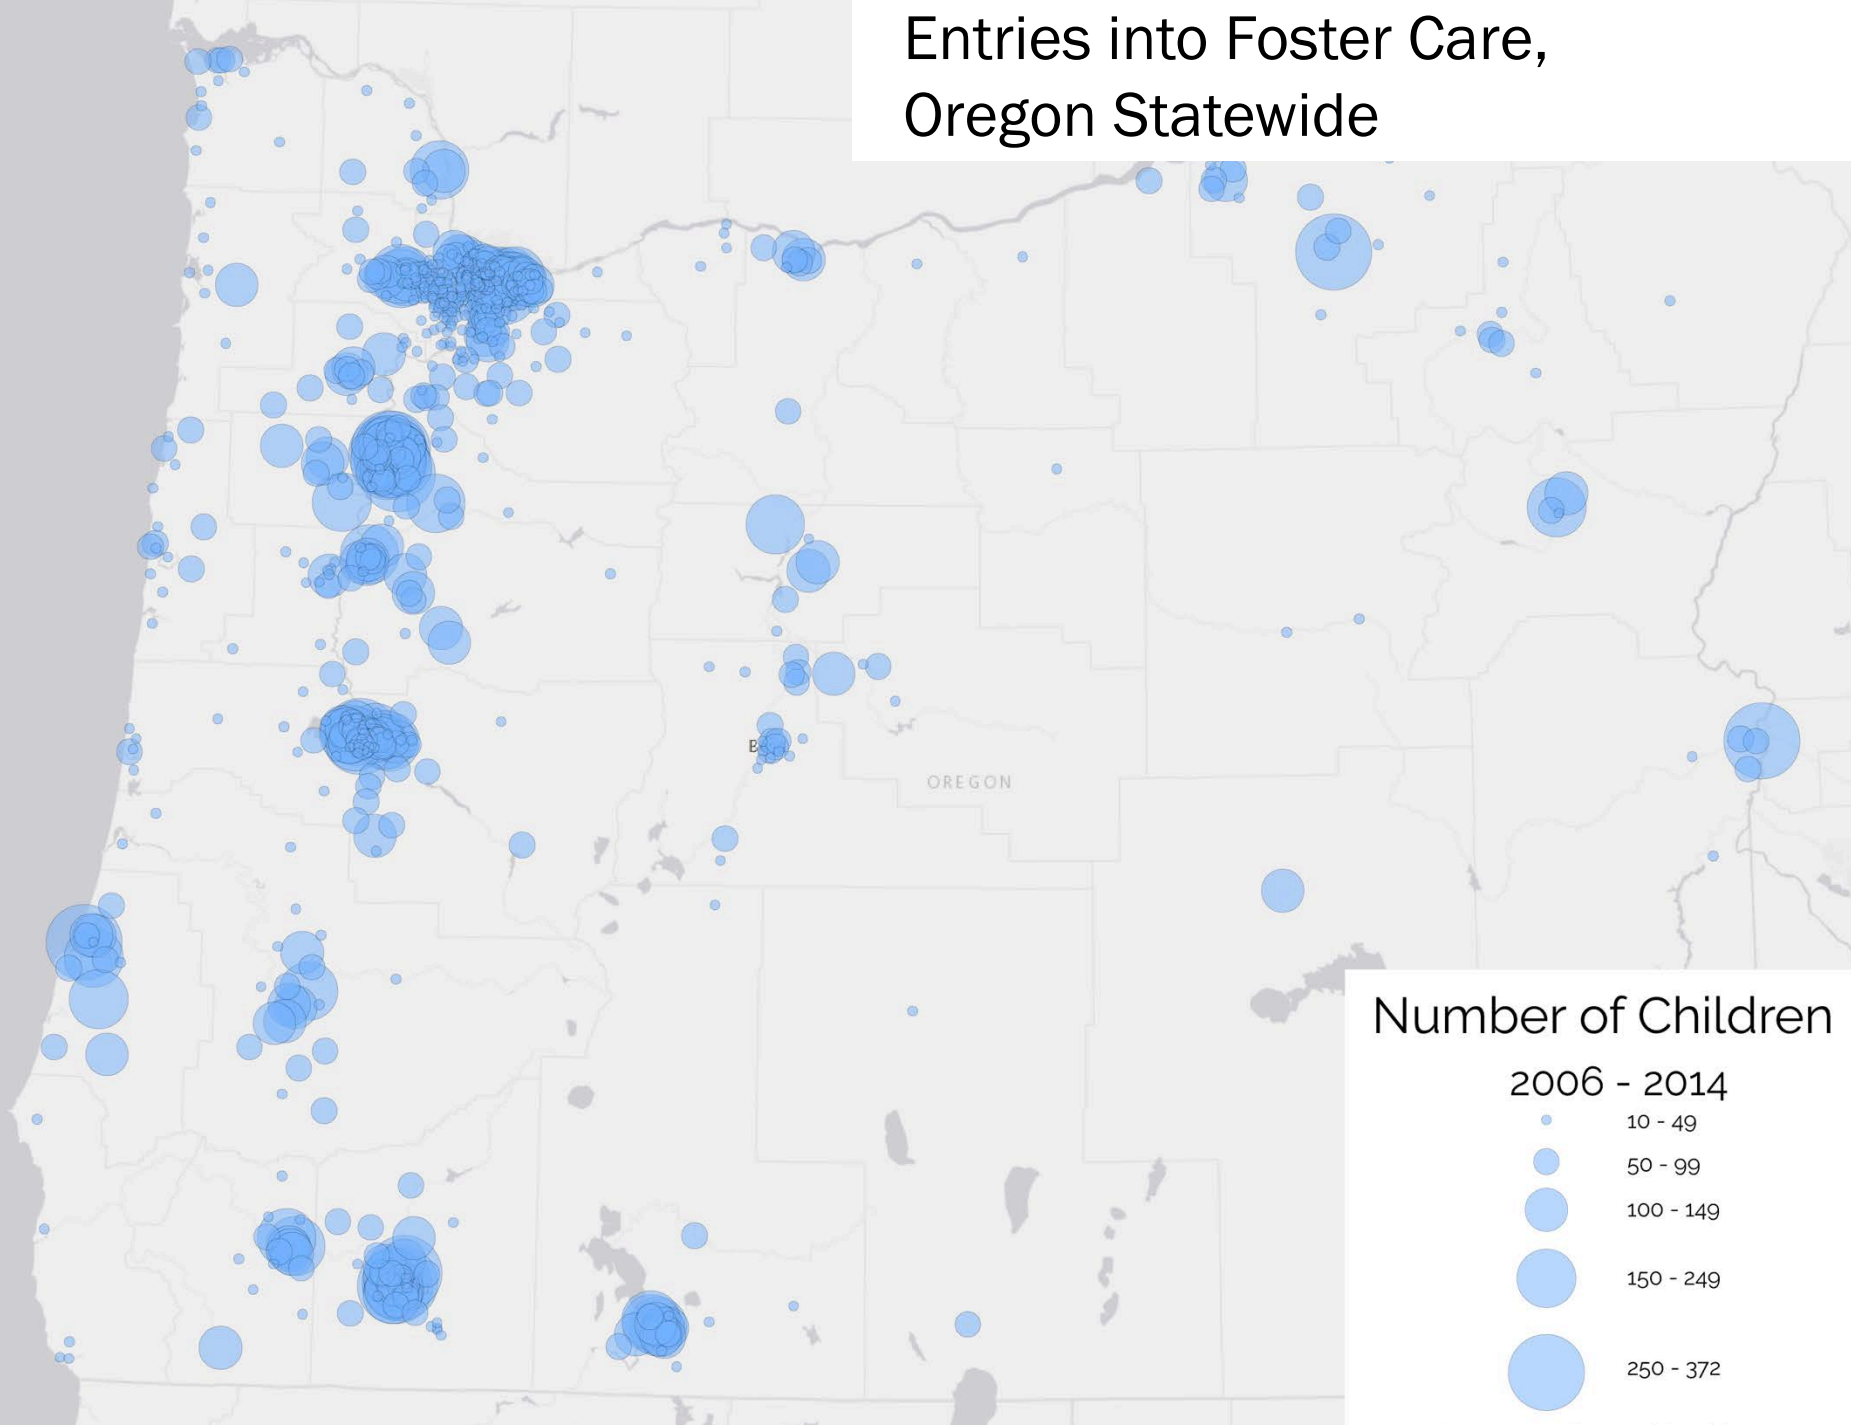 Entries into Foster Care,
Oregon Statewide
OREGON
Number of Children
2006 - 2014
10 - 49
50 - 99
100 - 149
150 - 249
250 - 372